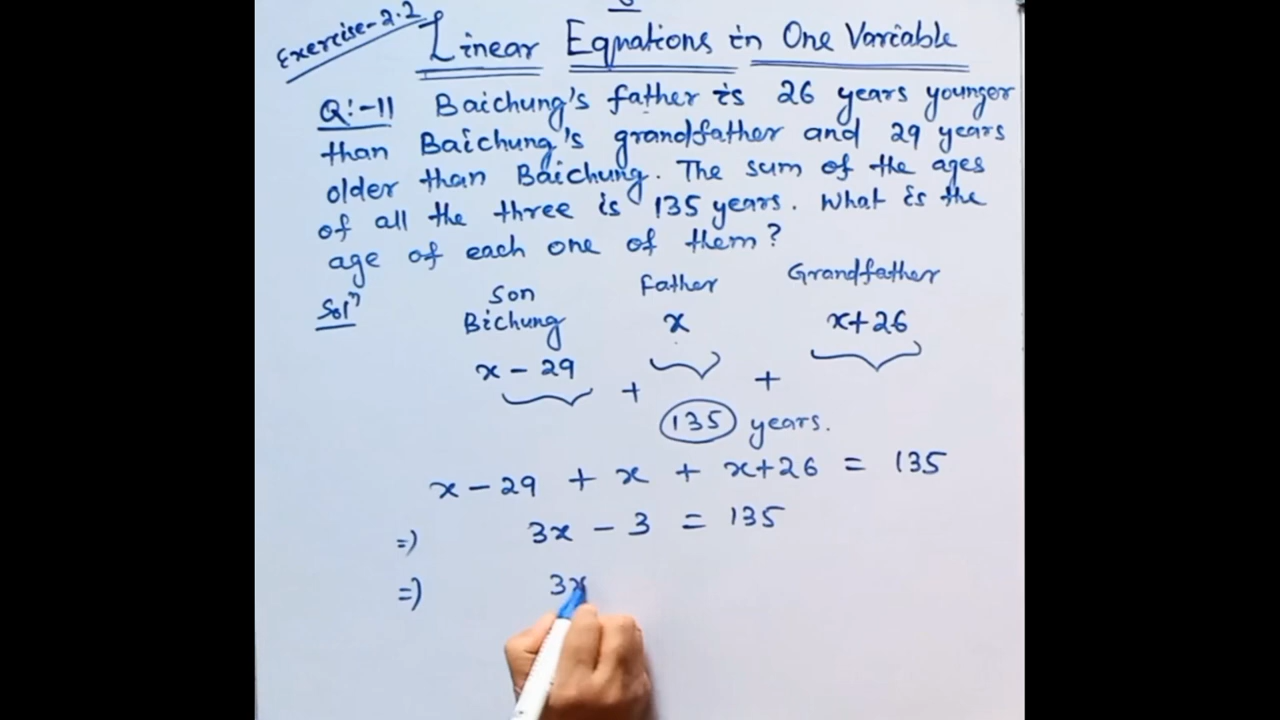 Exercise-2.2
Linear Equations in One Variable
Q:-11 Baichung's father is 26 years younger
than Baichung's grandfather and 29 years
older than Baichung. The sum of the ages
of all the three is 135 years. What is the
age of each one of them?
Solⁿ
Son Father Grandfather
Bichung x x+26
x - 29
+ +
135 years.
x - 29 + x + x+26 = 135
=) 3x - 3 = 135
=) 3x